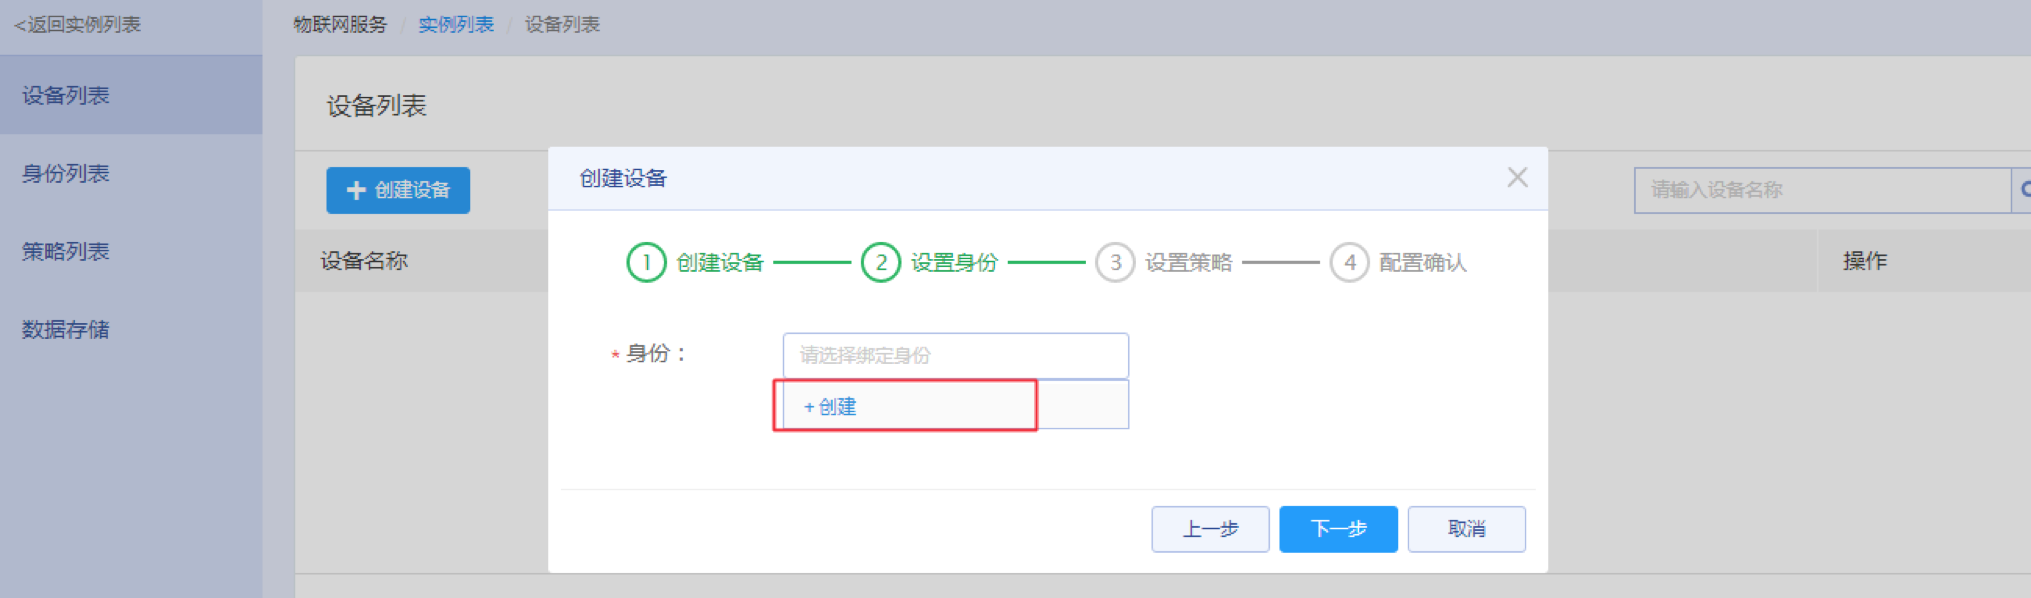 <返回实例列表
物联网服务 / 实例列表 / 设备列表
设备列表
身份列表
策略列表
数据存储
设备列表
创建设备
请输入设备名称
设备名称
操作
创建设备
1 创建设备
2 设置身份
3 设置策略
4 配置确认
* 身份：
请选择绑定身份
+ 创建
上一步
下一步
取消